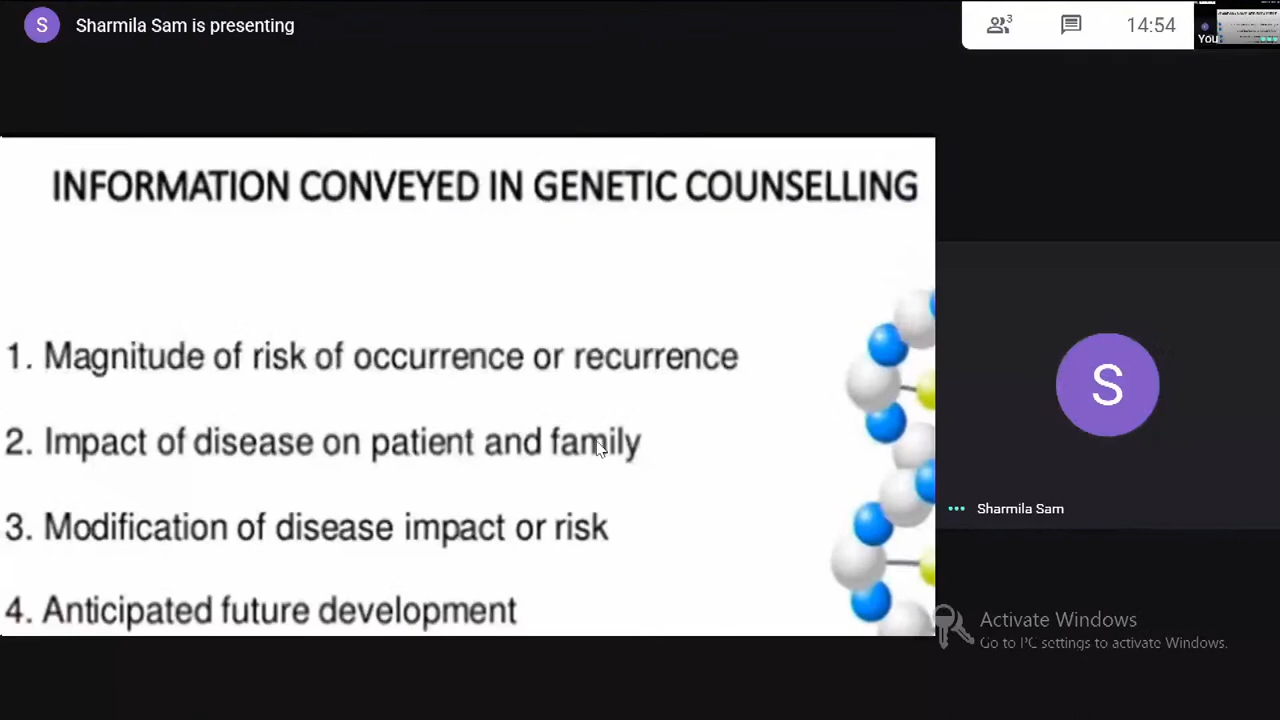 S
Sharmila Sam is presenting
3
14:54
You
INFORMATION CONVEYED IN GENETIC COUNSELLING
1. Magnitude of risk of occurrence or recurrence
2. Impact of disease on patient and family
3. Modification of disease impact or risk
4. Anticipated future development
S
Sharmila Sam
Activate Windows
Go to PC settings to activate Windows.